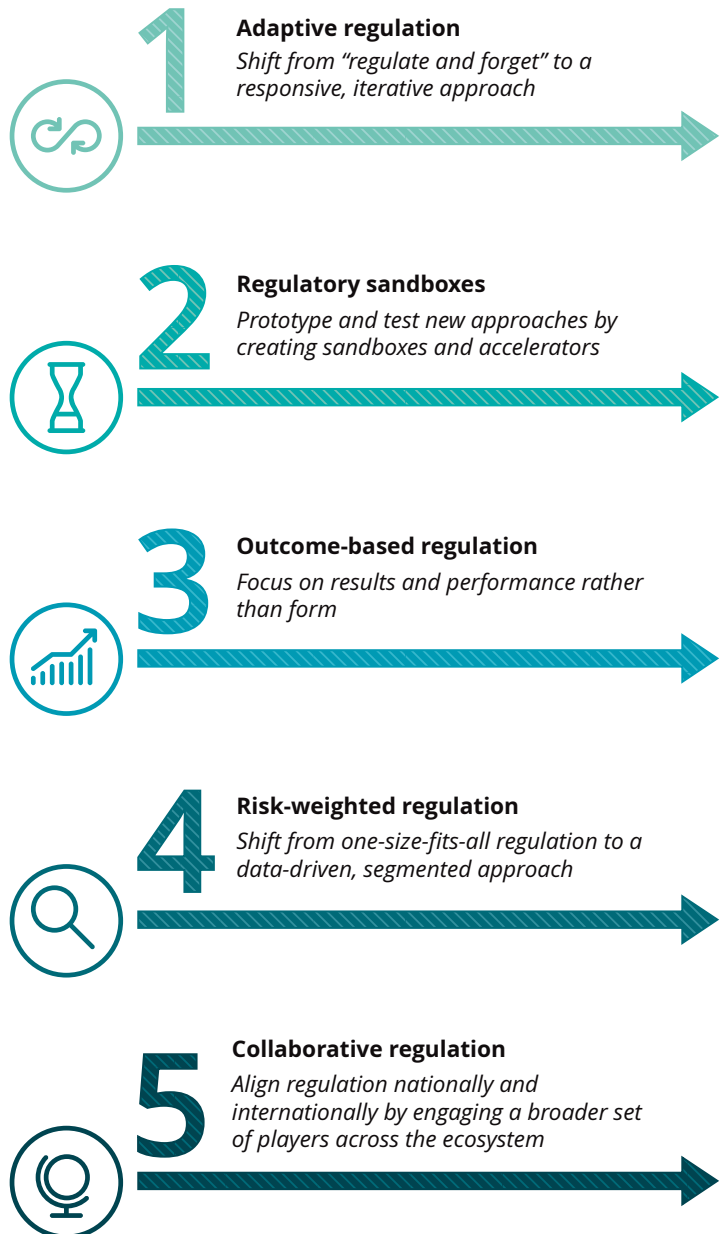 1
Adaptive regulation
Shift from “regulate and forget” to a
responsive, iterative approach
2
Regulatory sandboxes
Prototype and test new approaches by
creating sandboxes and accelerators
3
Outcome-based regulation
Focus on results and performance rather
than form
4
Risk-weighted regulation
Shift from one-size-fits-all regulation to a
data-driven, segmented approach
5
Collaborative regulation
Align regulation nationally and
internationally by engaging a broader set
of players across the ecosystem